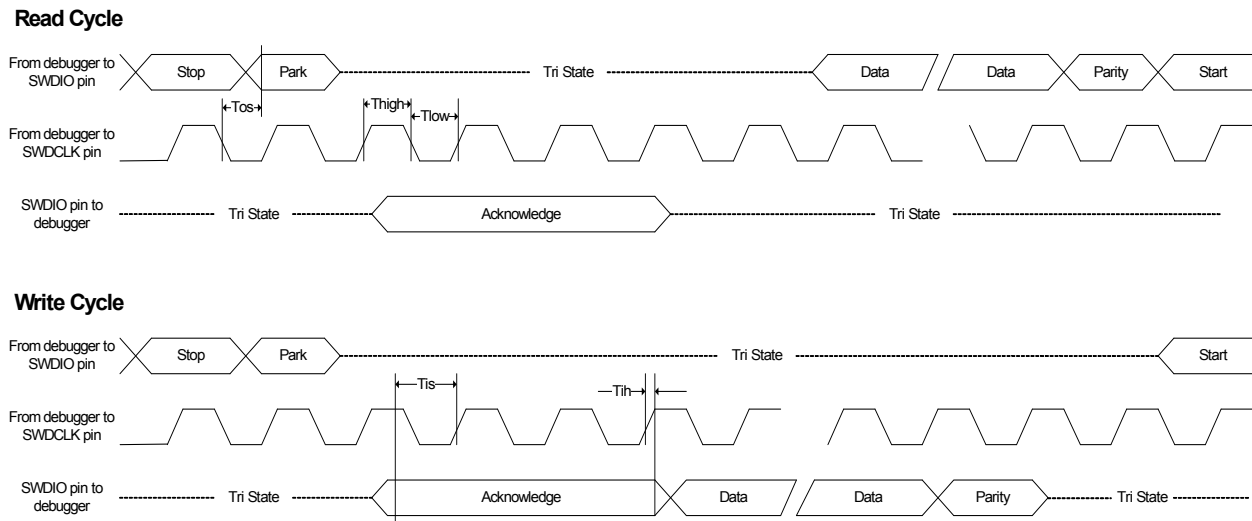 Read Cycle
From debugger to
SWDIO pin
Stop
Park
Tri State
Data
Data
Parity
Start
Tos
Thigh
Tlow
From debugger to
SWDCLK pin
SWDIO pin to
debugger
Tri State
Acknowledge
Tri State
Write Cycle
From debugger to
SWDIO pin
Stop
Park
Tri State
Start
Tis
Tih
From debugger to
SWDCLK pin
SWDIO pin to
debugger
Tri State
Acknowledge
Data
Data
Parity
Tri State